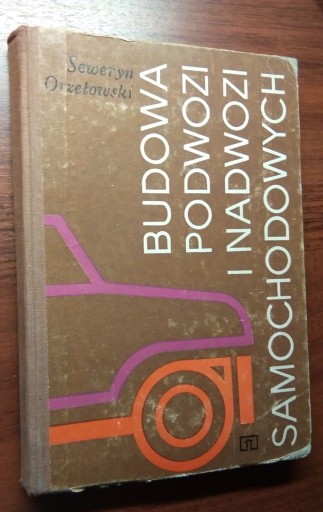 Seweryn
Orzełowski
BUDOWA
PODWOZI
I NADWOZI
SAMOCHODOWYCH